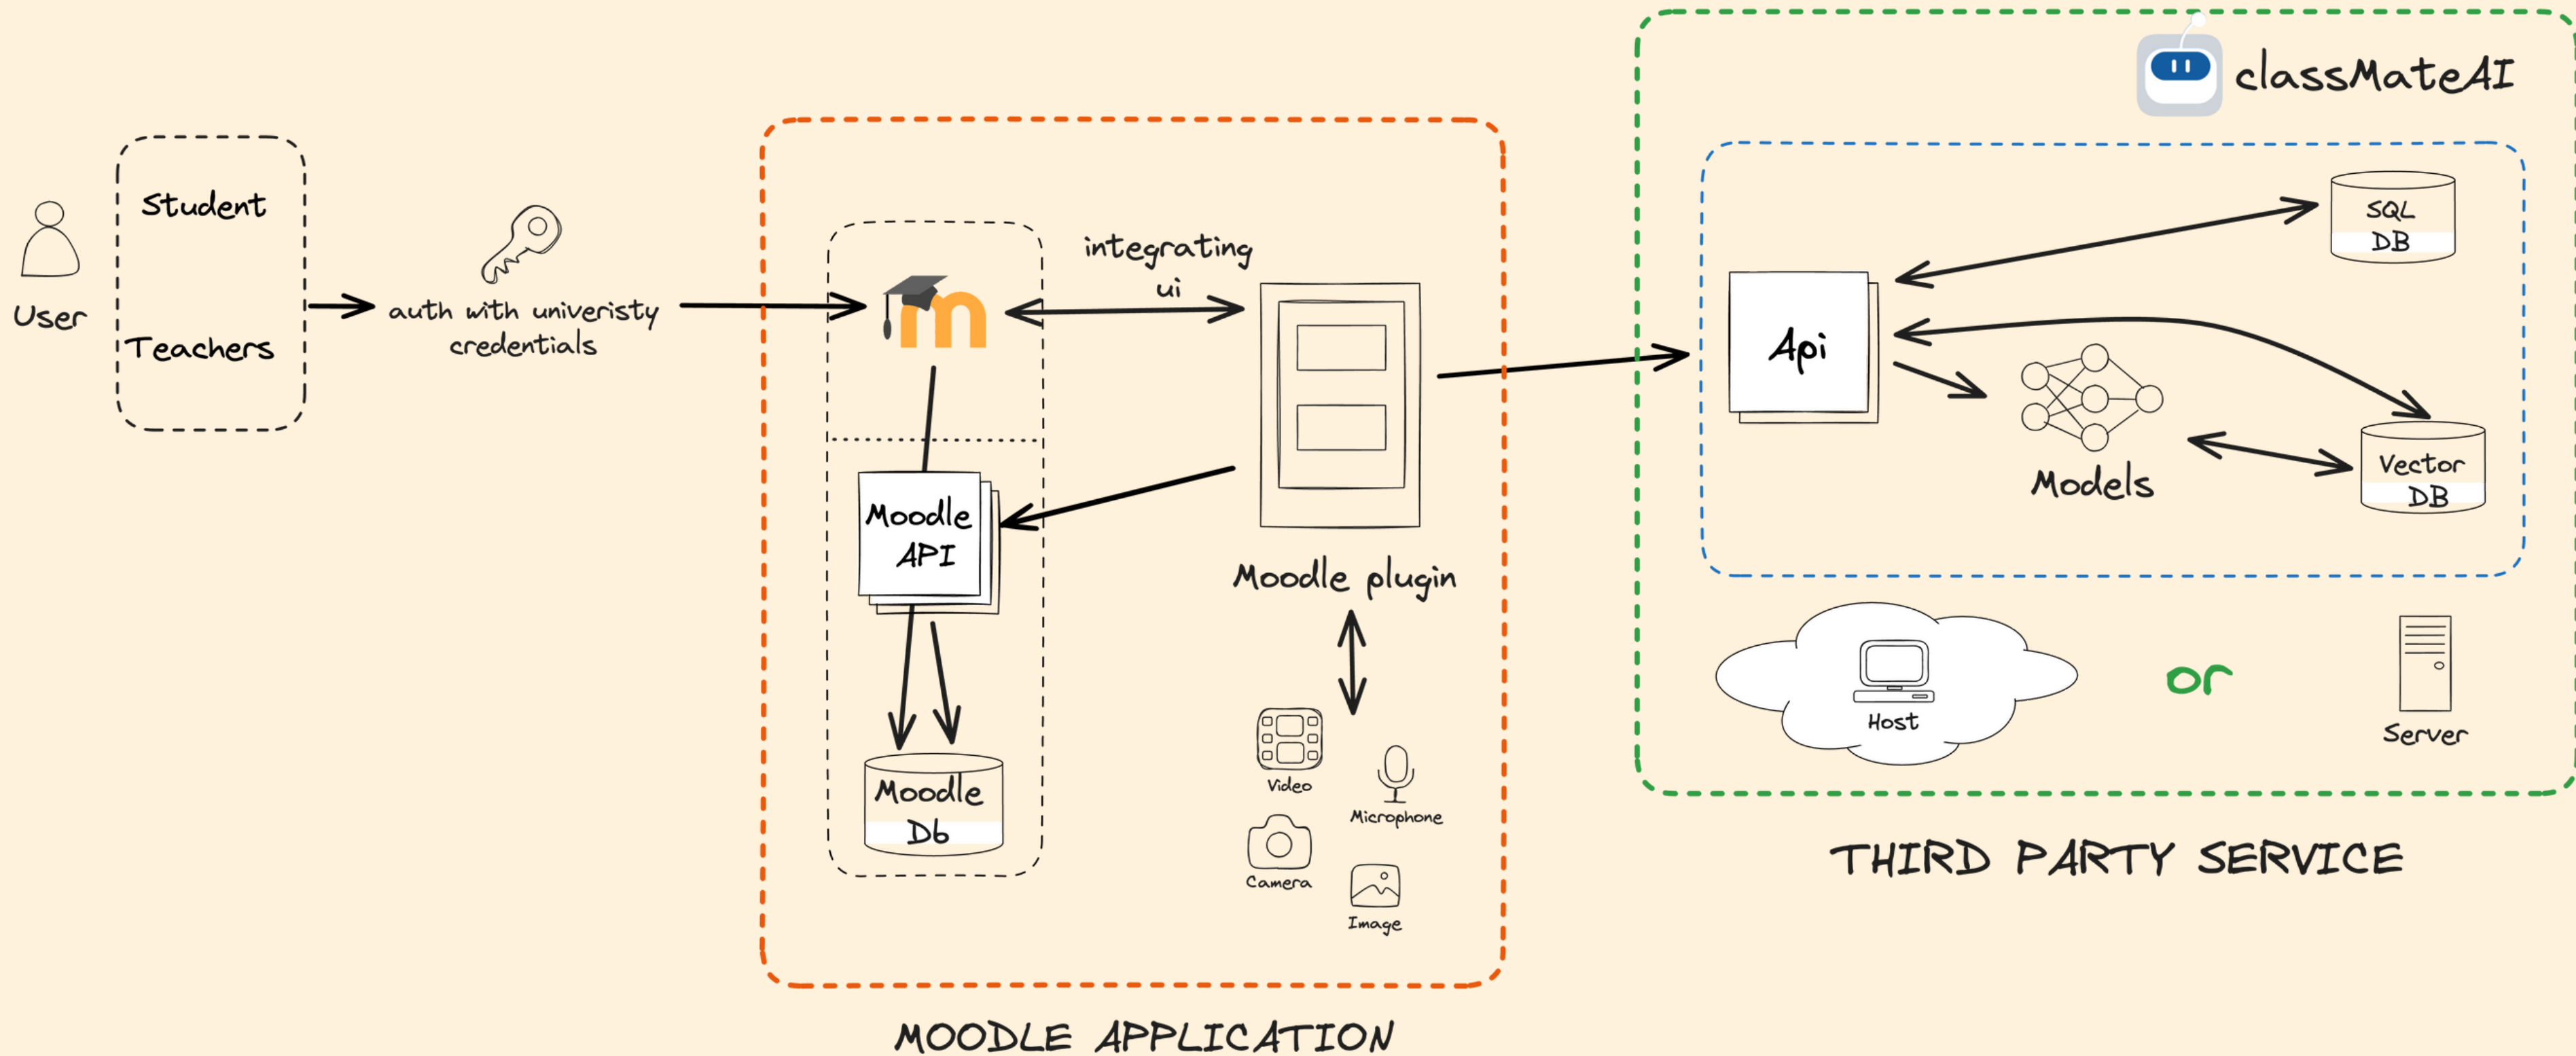 User
Student
Teachers
auth with univeristy
credentials
integrating
ui
m
Moodle
API
Moodle
Db
Moodle plugin
Video
Microphone
Camera
Image
MOODLE APPLICATION
classMateAI
Api
SQL
DB
Models
Vector
DB
Host
or
Server
THIRD PARTY SERVICE